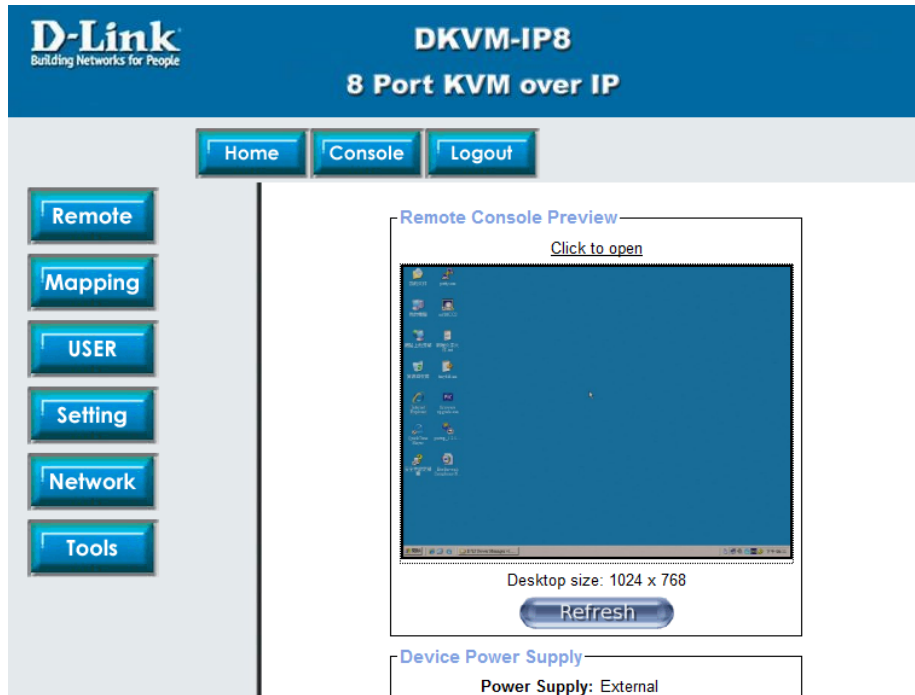 D-Link
Building Networks for People
DKVM-IP8
8 Port KVM over IP
Home
Console
Logout
Remote
Mapping
USER
Setting
Network
Tools
Remote Console Preview
Click to open
Desktop size: 1024 x 768
Refresh
Device Power Supply
Power Supply: External